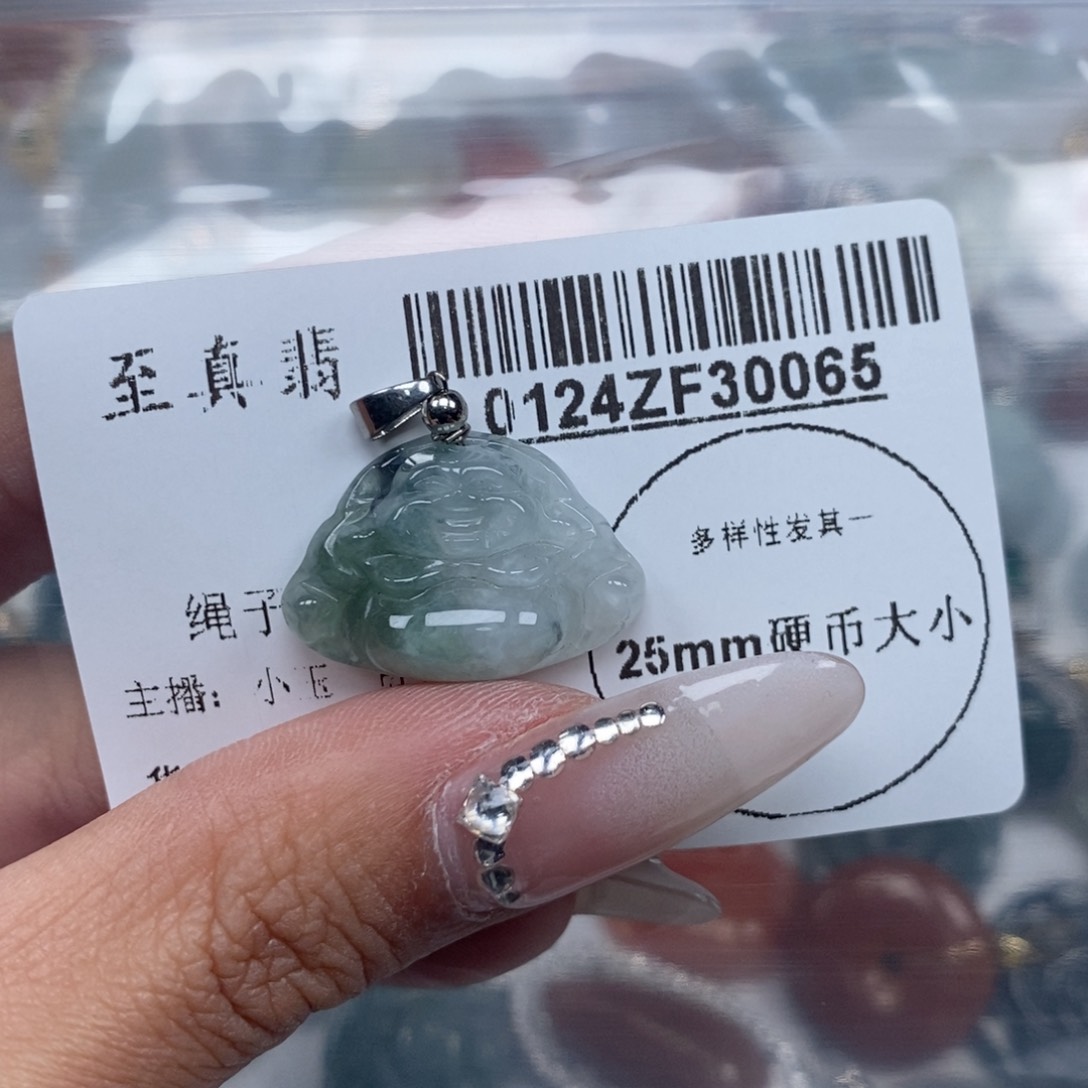 至真翡
0124ZF30065
多样性发其一
25mm硬币大小
绳子
主播：小玉